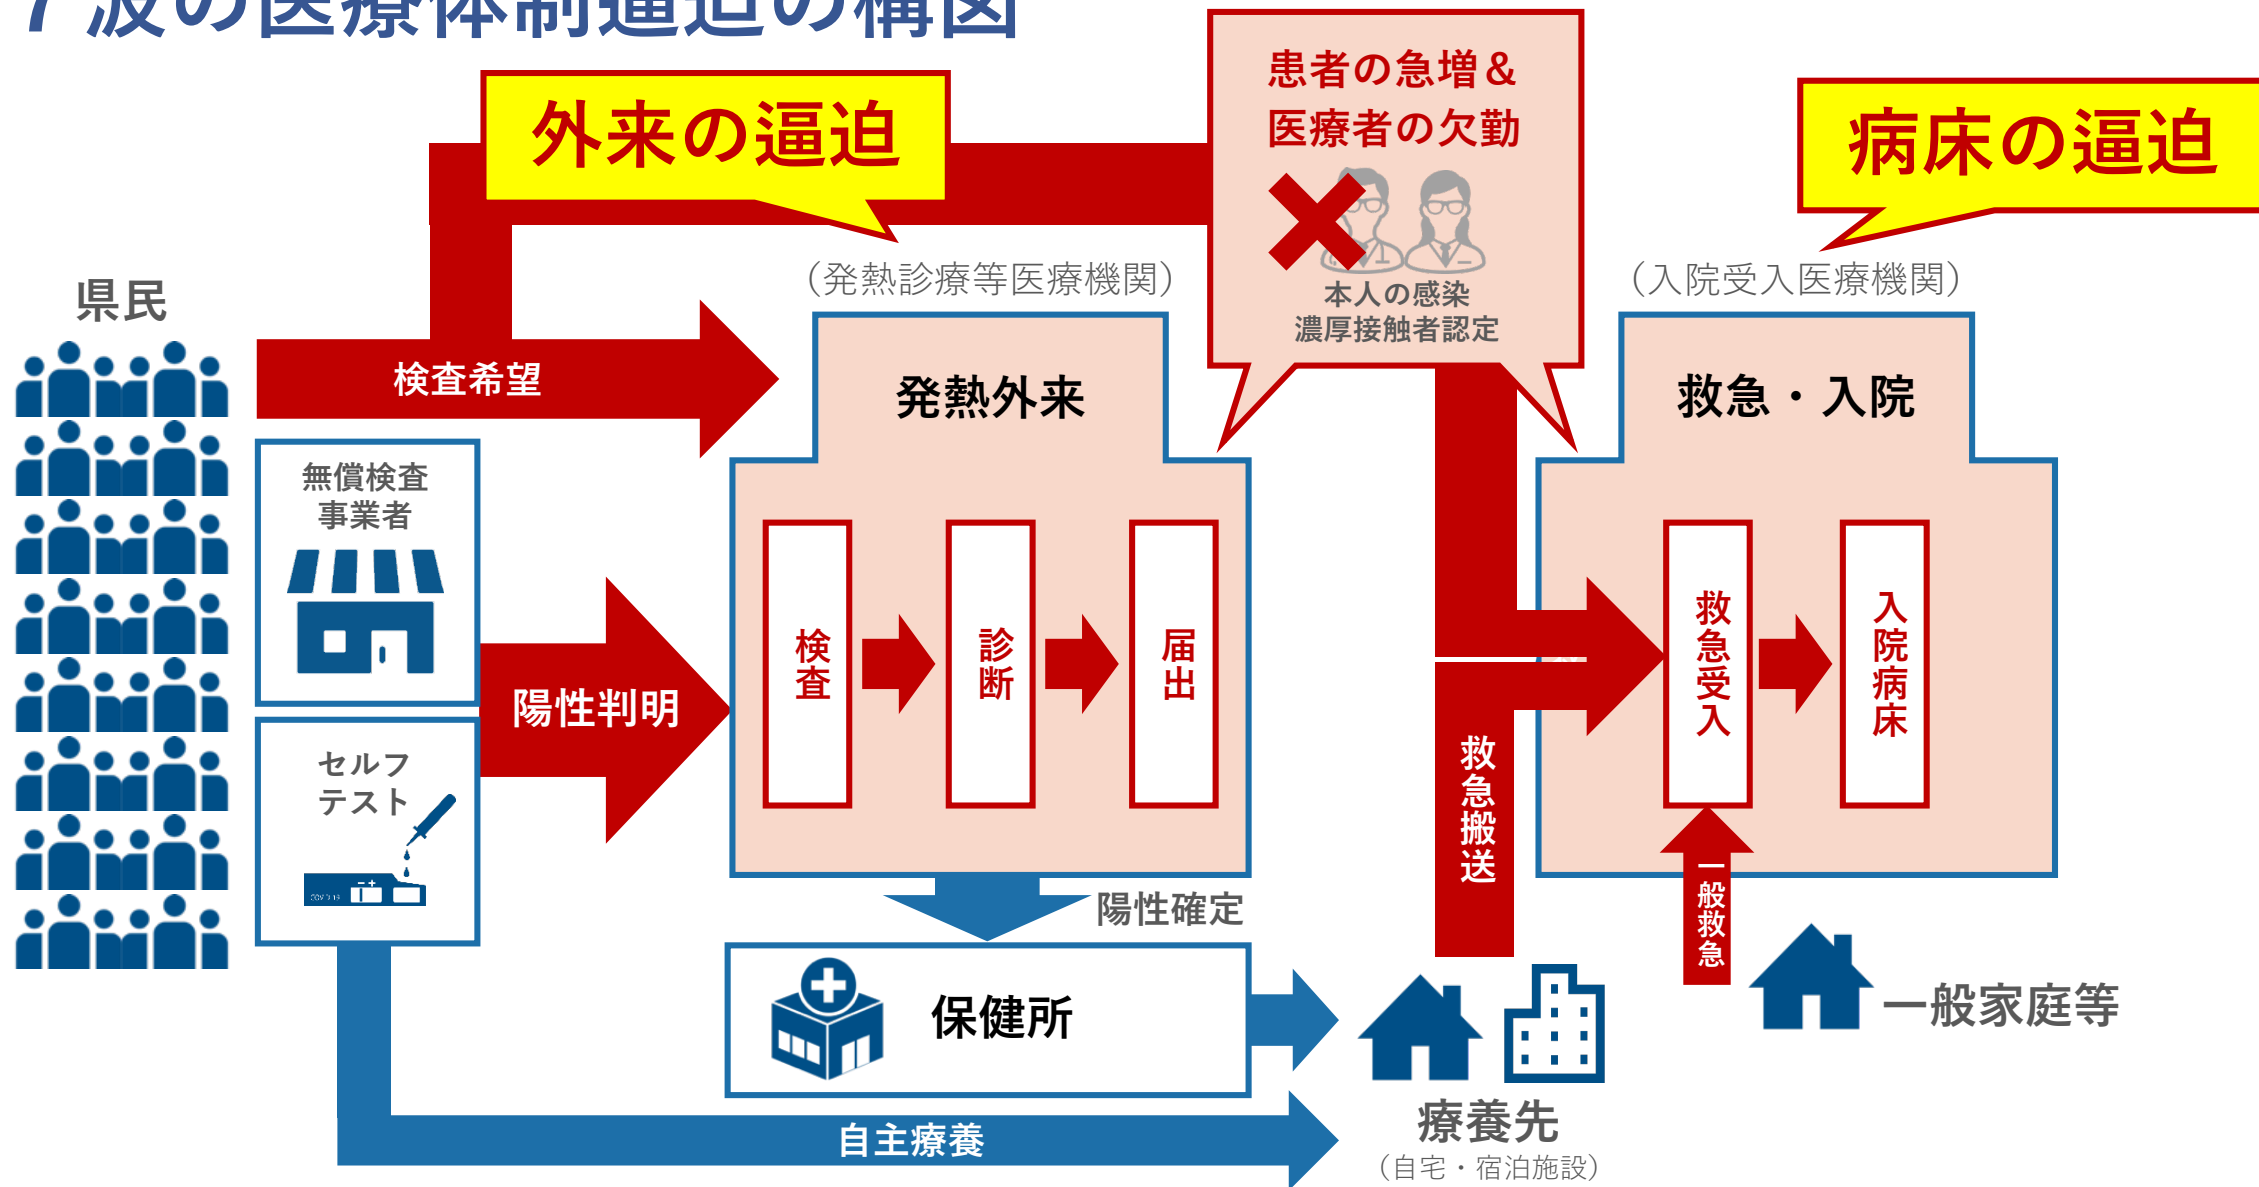 7波の医療体制逼迫の構図
外来の逼迫
患者の急増＆
医療者の欠勤
本人の感染
濃厚接触者認定
病床の逼迫
県民
（発熱診療等医療機関）
（入院受入医療機関）
検査希望
発熱外来
救急・入院
無償検査
事業者
検査
診断
届出
救急受入
入院病床
陽性判明
セルフ
テスト
救急搬送
一般救急
陽性確定
保健所
一般家庭等
自主療養
療養先
（自宅・宿泊施設）